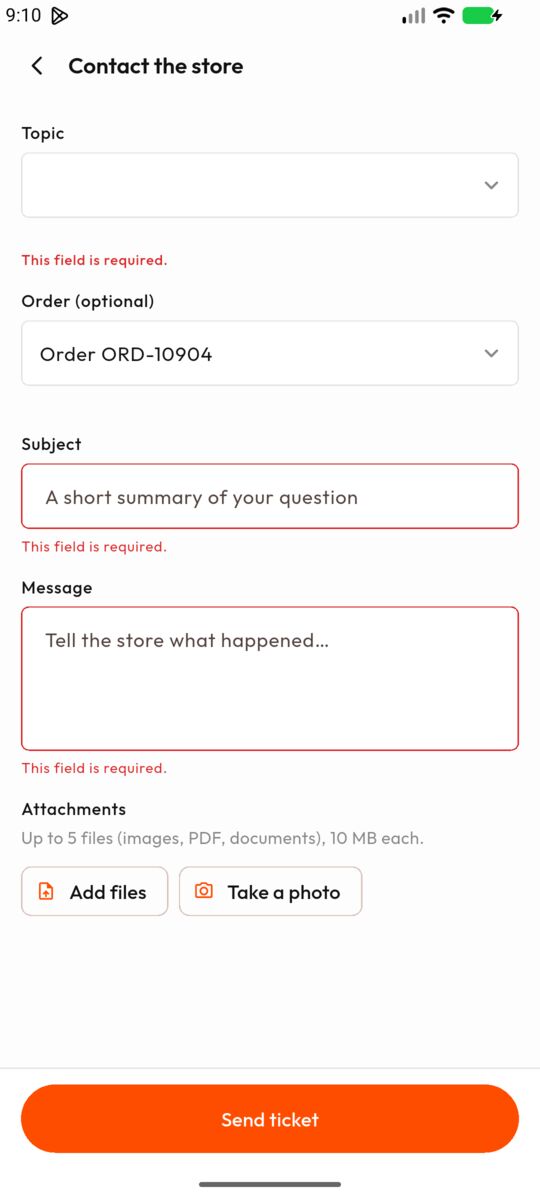 9:10
Contact the store
Topic
This field is required.
Order (optional)
Order ORD-10904
Subject
A short summary of your question
This field is required.
Message
Tell the store what happened...
This field is required.
Attachments
Up to 5 files (images, PDF, documents), 10 MB each.
Add files
Take a photo
Send ticket